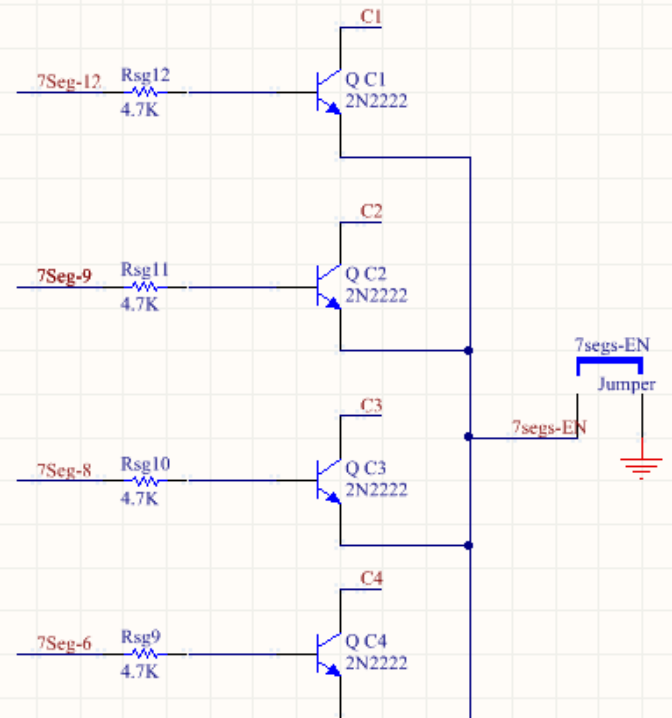 C1
7Seg-12
Rsg12
4.7K
Q C1
2N2222
C2
7Seg-9
Rsg11
4.7K
Q C2
2N2222
7segs-EN
Jumper
C3
7segs-EN
7Seg-8
Rsg10
4.7K
Q C3
2N2222
C4
7Seg-6
Rsg9
4.7K
Q C4
2N2222